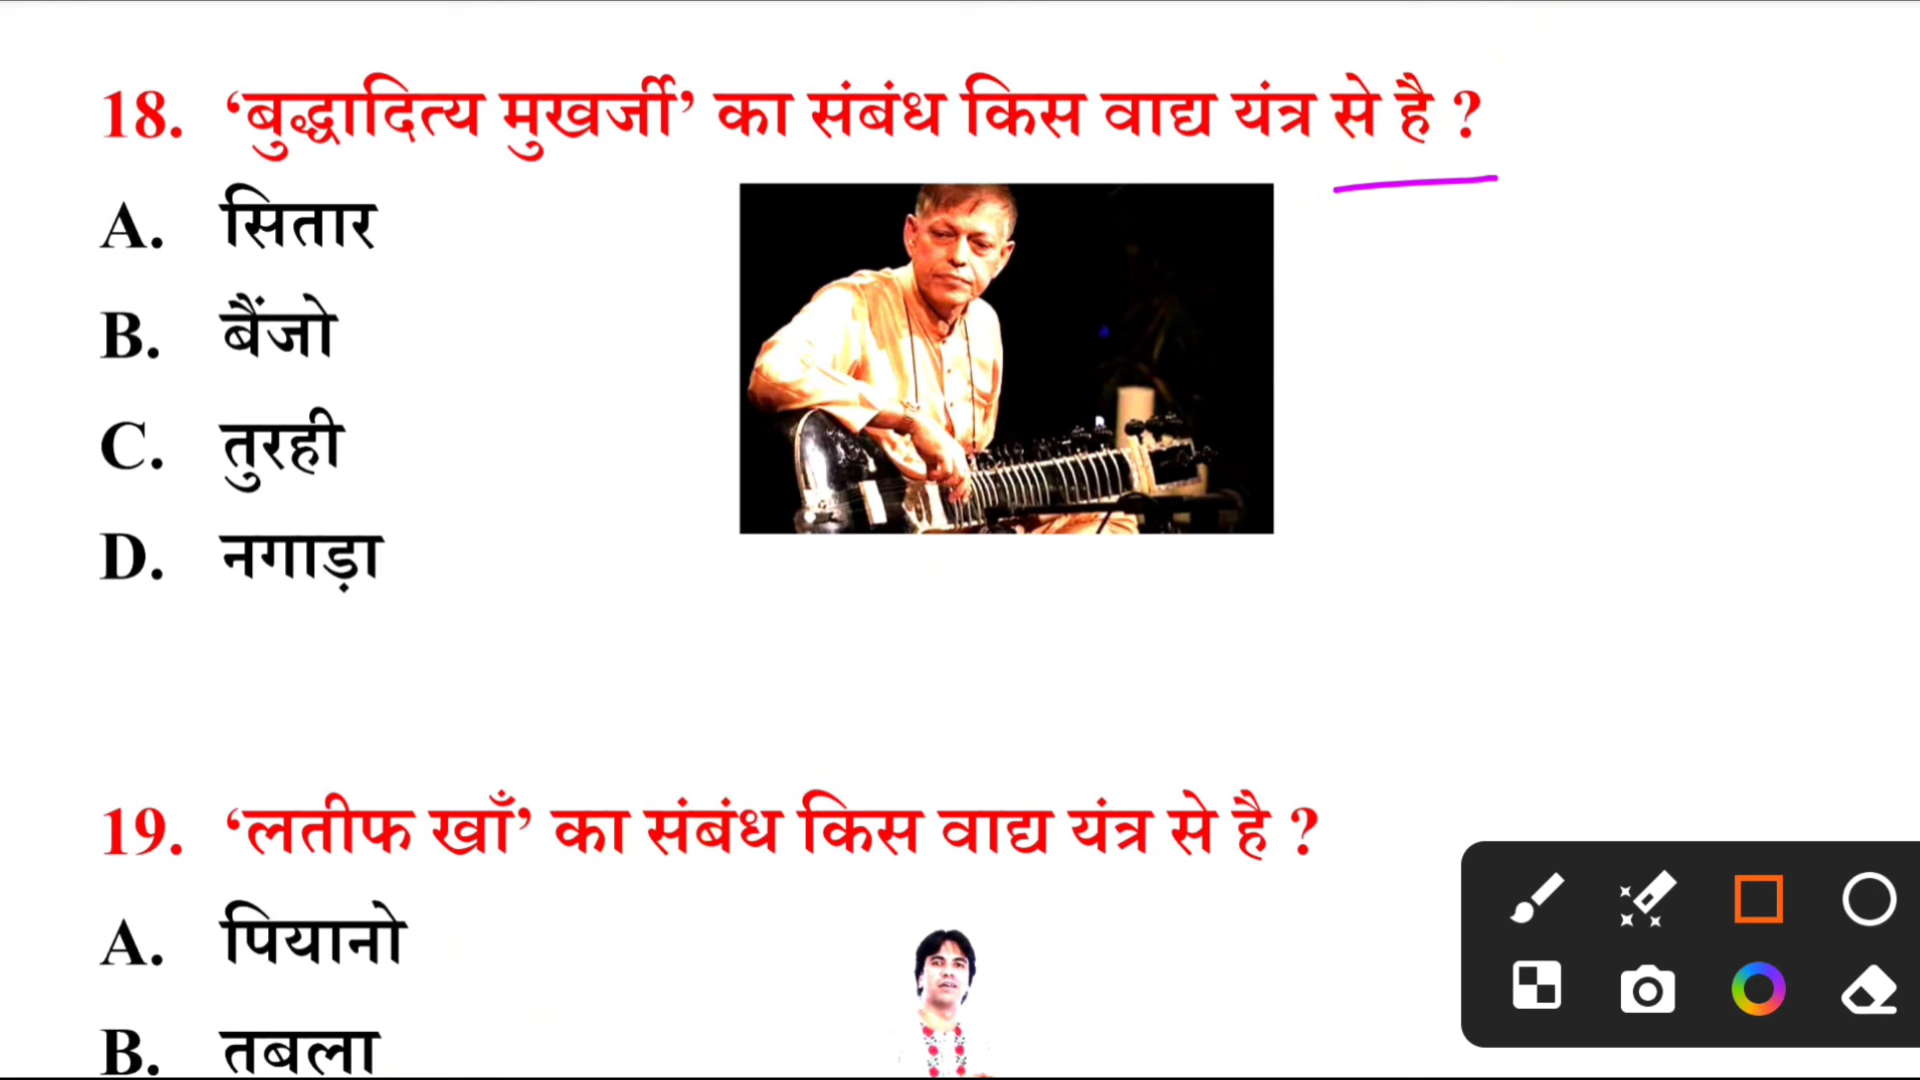 18. ‘बुद्धादित्य मुखर्जी’ का संबंध किस वाद्य यंत्र से है ?
A. सितार
B. बैंजो
C. तुरही
D. नगाड़ा
19. ‘लतीफ खाँ’ का संबंध किस वाद्य यंत्र से है ?
A. पियानो
B. तबला